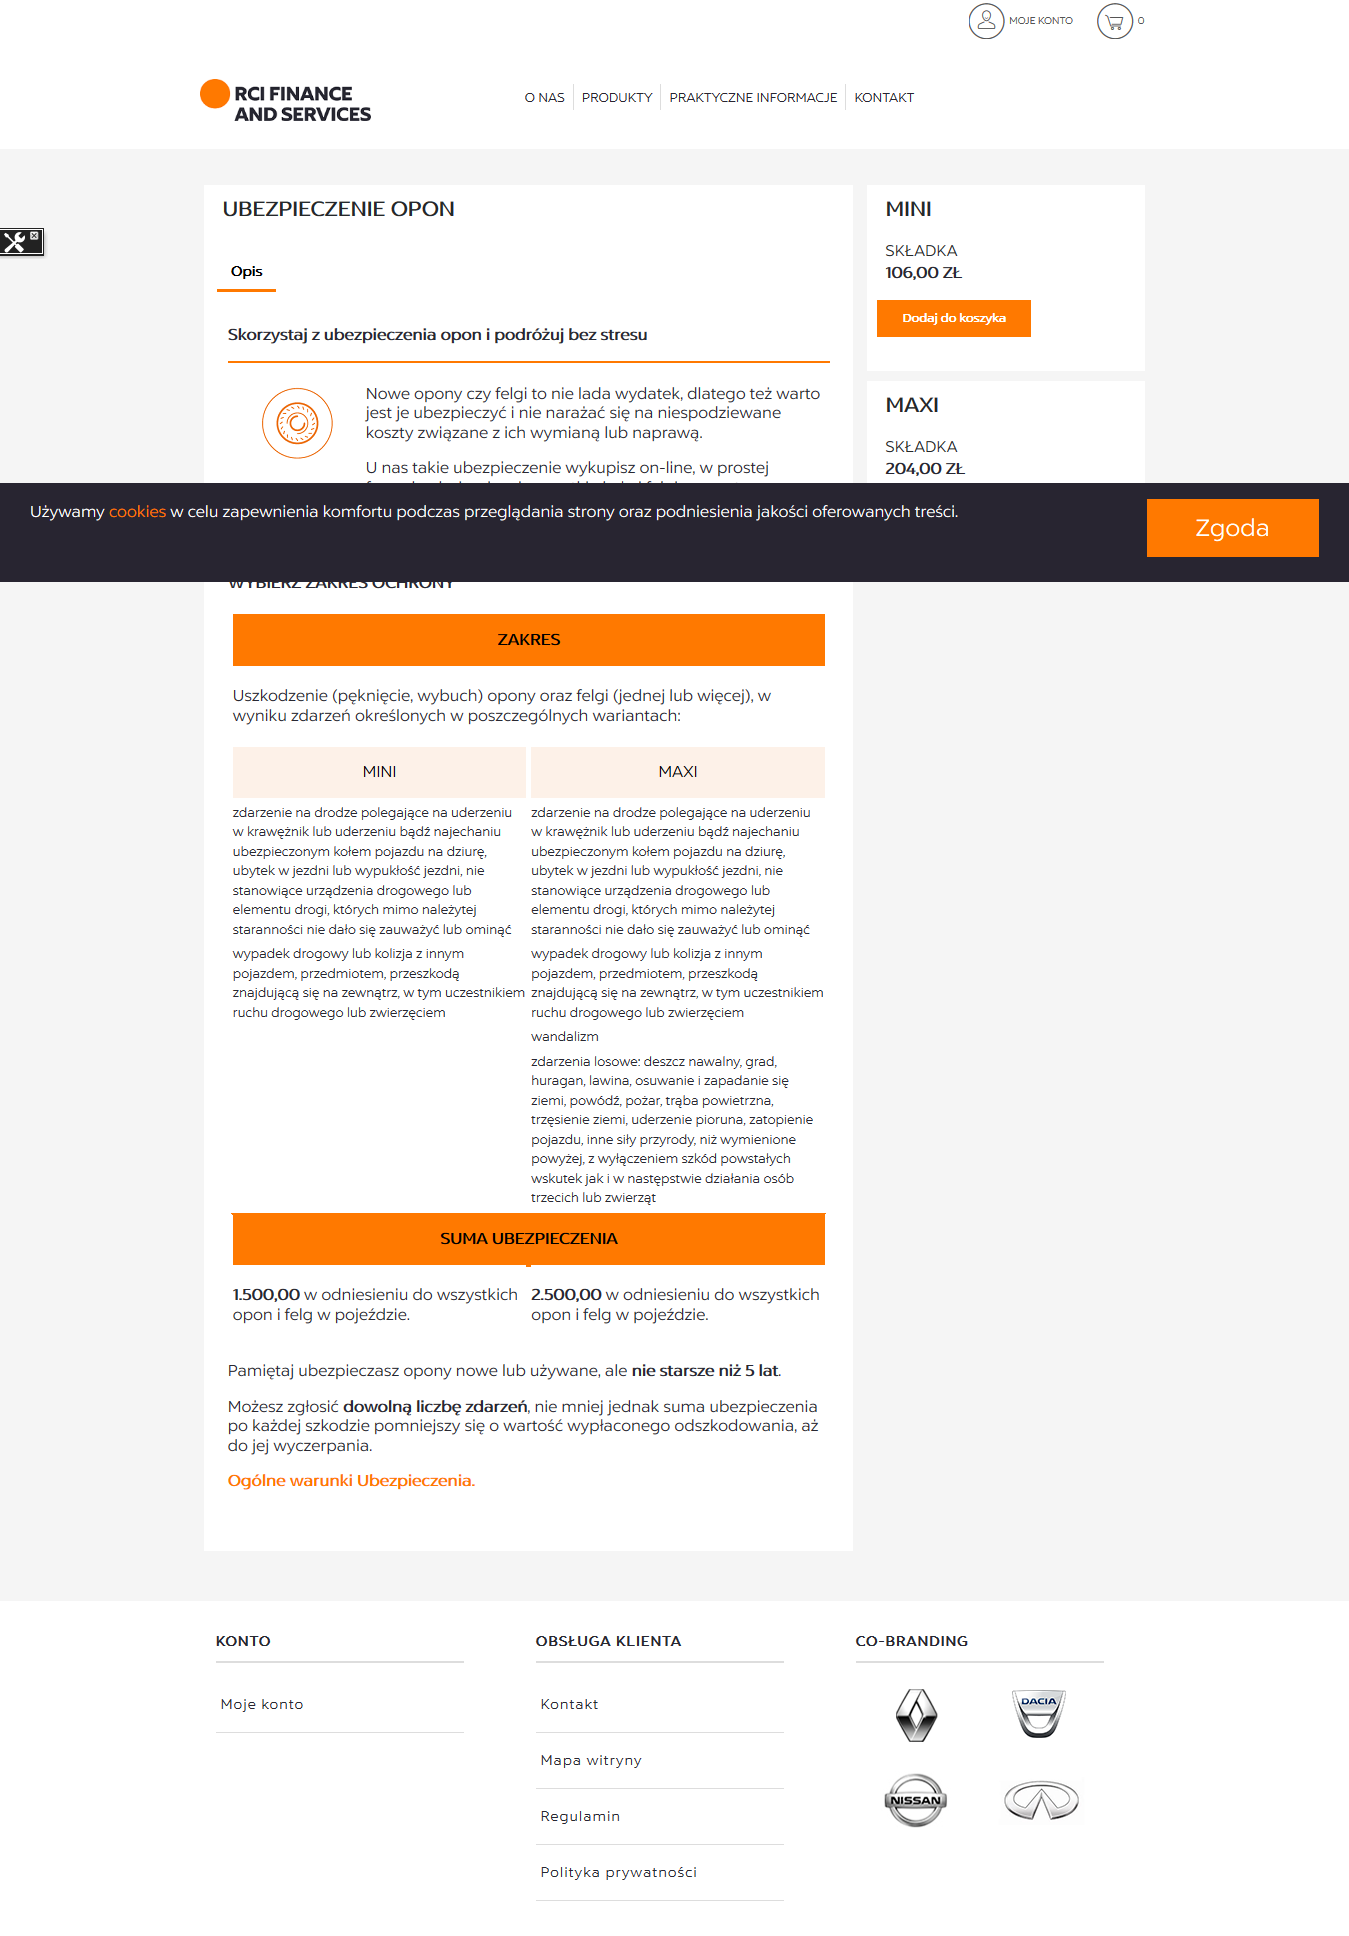 MOJE KONTO
0
RCI FINANCE
AND SERVICES
O NAS
PRODUKTY
PRAKTYCZNE INFORMACJE
KONTAKT
UBEZPIECZENIE OPON
Opis
Skorzystaj z ubezpieczenia opon i podróżuj bez stresu
Nowe opony czy felgi to nie lada wydatek, dlatego też warto
jest je ubezpieczyć i nie narażać się na niespodziewane
koszty związane z ich wymianą lub naprawą.
U nas takie ubezpieczenie wykupisz on-line, w prostej
MINI
SKŁADKA
106,00 ZŁ
Dodaj do koszyka
MAXI
SKŁADKA
204,00 ZŁ
Używamy cookies w celu zapewnienia komfortu podczas przeglądania strony oraz podniesienia jakości oferowanych treści.
Zgoda
WYBIERZ ZAKRES OCHRONY
ZAKRES
Uszkodzenie (pęknięcie, wybuch) opony oraz felgi (jednej lub więcej), w
wyniku zdarzeń określonych w poszczególnych wariantach:
MINI
zdarzenie na drodze polegające na uderzeniu
w krawężnik lub uderzeniu bądź najechaniu
ubezpieczonym kołem pojazdu na dziurę,
ubytek w jezdni lub wypukłość jezdni, nie
stanowiące urządzenia drogowego lub
elementu drogi, których mimo należytej
staranności nie dało się zauważyć lub ominąć
wypadek drogowy lub kolizja z innym
pojazdem, przedmiotem, przeszkodą
znajdującą się na zewnątrz, w tym uczestnikiem
ruchu drogowego lub zwierzęciem
MAXI
zdarzenie na drodze polegające na uderzeniu
w krawężnik lub uderzeniu bądź najechaniu
ubezpieczonym kołem pojazdu na dziurę,
ubytek w jezdni lub wypukłość jezdni, nie
stanowiące urządzenia drogowego lub
elementu drogi, których mimo należytej
staranności nie dało się zauważyć lub ominąć
wypadek drogowy lub kolizja z innym
pojazdem, przedmiotem, przeszkodą
znajdującą się na zewnątrz, w tym uczestnikiem
ruchu drogowego lub zwierzęciem
wandalizm
zdarzenia losowe: deszcz nawalny, grad,
huragan, lawina, osuwanie i zapadanie się
ziemi, powódź, pożar, trąba powietrzna,
trzęsienie ziemi, uderzenie pioruna, zatopienie
pojazdu, inne siły przyrody, niż wymienione
powyżej, z wyłączeniem szkód powstałych
wskutek jak i w następstwie działania osób
trzecich lub zwierząt
SUMA UBEZPIECZENIA
1.500,00 w odniesieniu do wszystkich
opon i felg w pojeździe.
2.500,00 w odniesieniu do wszystkich
opon i felg w pojeździe.
Pamiętaj ubezpieczasz opony nowe lub używane, ale nie starsze niż 5 lat.
Możesz zgłosić dowolną liczbę zdarzeń, nie mniej jednak suma ubezpieczenia
po każdej szkodzie pomniejszy się o wartość wypłaconego odszkodowania, aż
do jej wyczerpania.
Ogólne warunki Ubezpieczenia.
KONTO
Moje konto
OBSŁUGA KLIENTA
Kontakt
Mapa witryny
Regulamin
Polityka prywatności
CO-BRANDING
DACIA
NISSAN